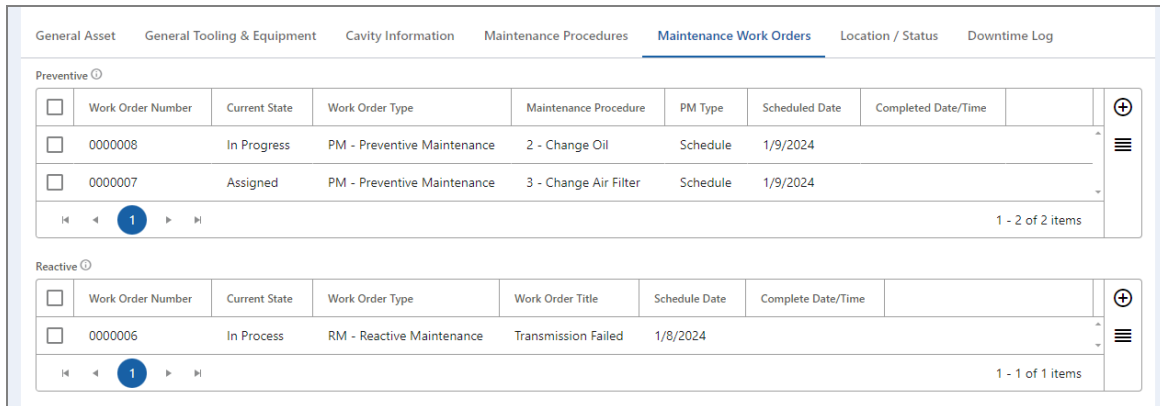 General Asset General Tooling & Equipment Cavity Information Maintenance Procedures Maintenance Work Orders Location / Status Downtime Log
Preventive
Work Order Number Current State Work Order Type Maintenance Procedure PM Type Scheduled Date Completed Date/Time
0000008 In Progress PM - Preventive Maintenance 2 - Change Oil Schedule 1/9/2024
0000007 Assigned PM - Preventive Maintenance 3 - Change Air Filter Schedule 1/9/2024
1 1 - 2 of 2 items
Reactive
Work Order Number Current State Work Order Type Work Order Title Schedule Date Complete Date/Time
0000006 In Process RM - Reactive Maintenance Transmission Failed 1/8/2024
1 1 - 1 of 1 items